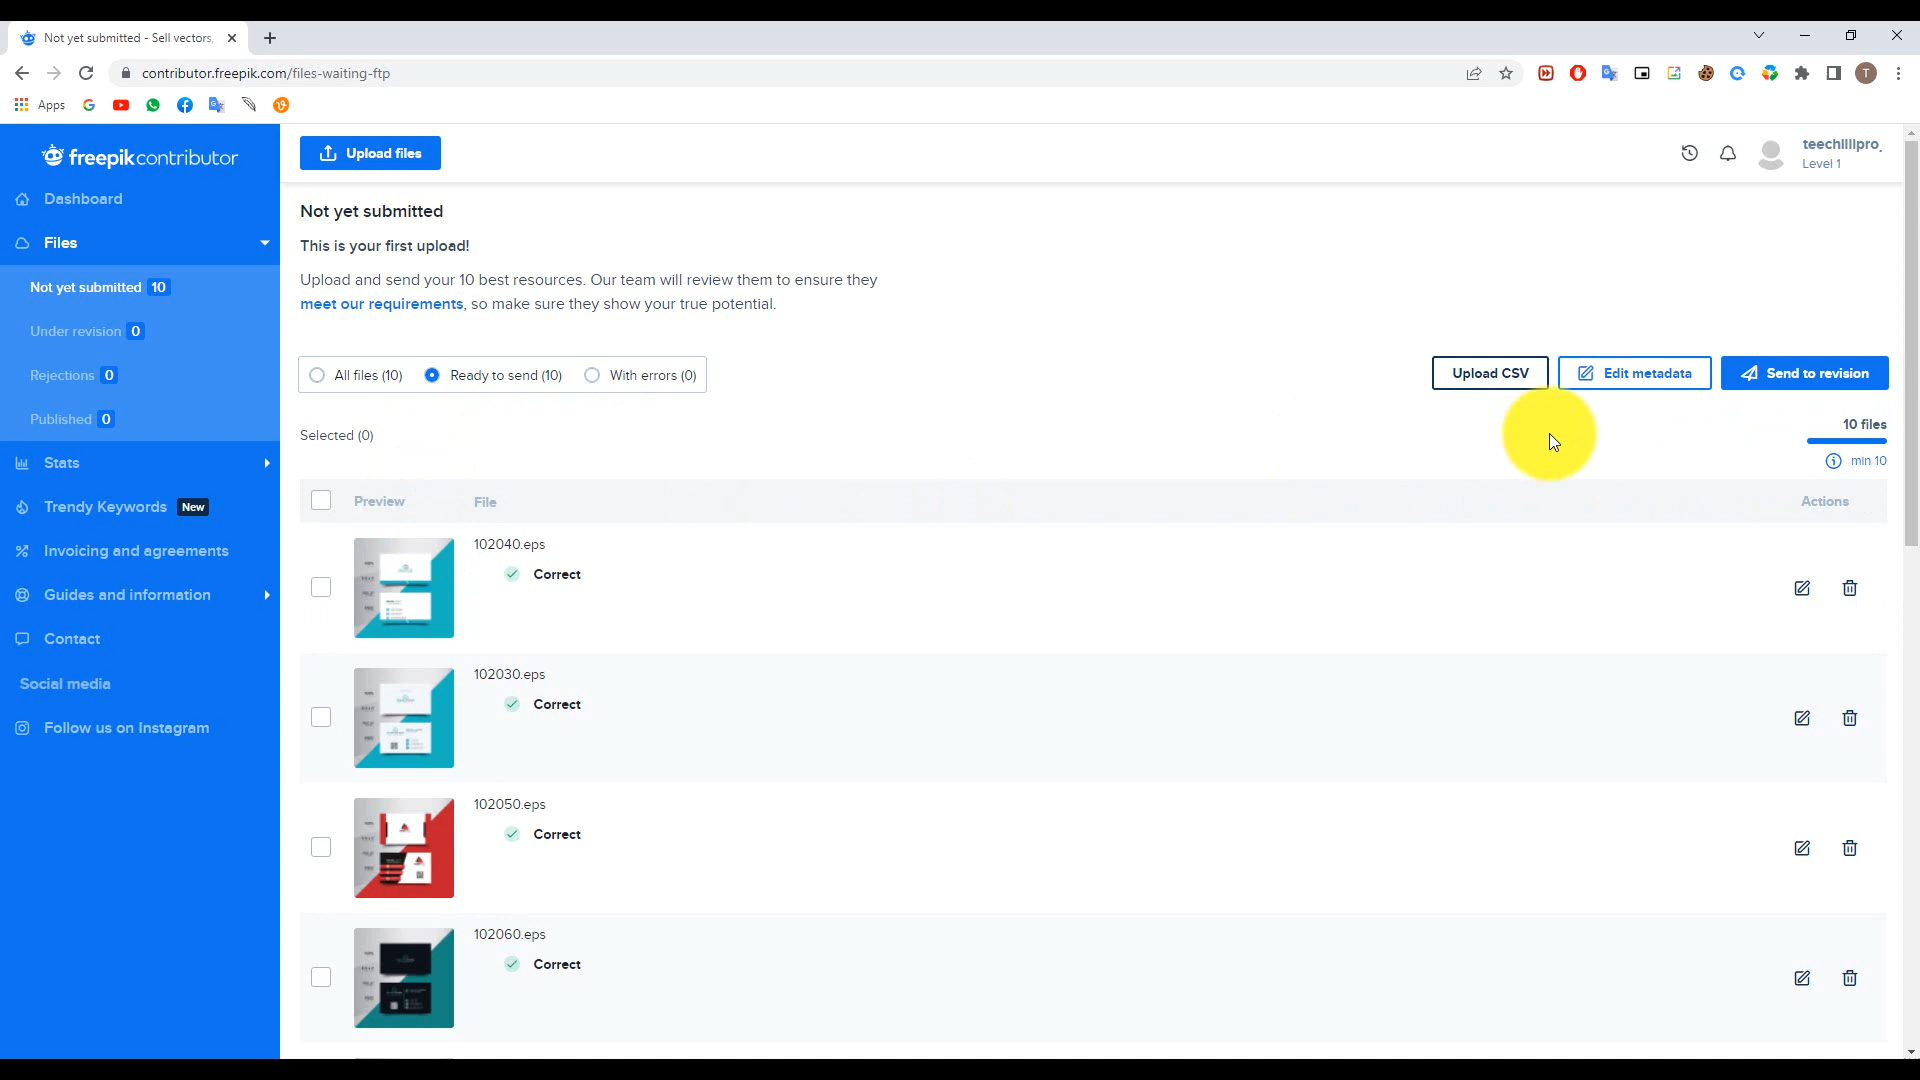 Not yet submitted - Sell vectors,
contributor.freepik.com/files-waiting-ftp
T
Apps
freepik contributor
Upload files
teechilllpro.
Level 1
Dashboard
Files
Not yet submitted 10
Under revision 0
Rejections 0
Published 0
Stats
Trendy Keywords New
Invoicing and agreements
Guides and information
Contact
Social media
Follow us on Instagram
Not yet submitted
This is your first upload!
Upload and send your 10 best resources. Our team will review them to ensure they
meet our requirements, so make sure they show your true potential.
All files (10) Ready to send (10) With errors (0)
Upload CSV Edit metadata Send to revision
Selected (0)
10 files
min 10
Preview File Actions
102040.eps
Correct
102030.eps
Correct
102050.eps
Correct
102060.eps
Correct